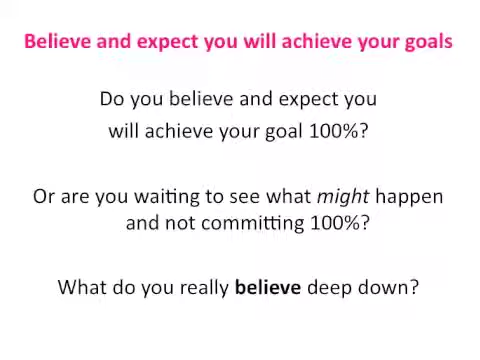 Believe and expect you will achieve your goals
Do you believe and expect you
will achieve your goal 100%?
Or are you waiting to see what might happen
and not committing 100%?
What do you really believe deep down?